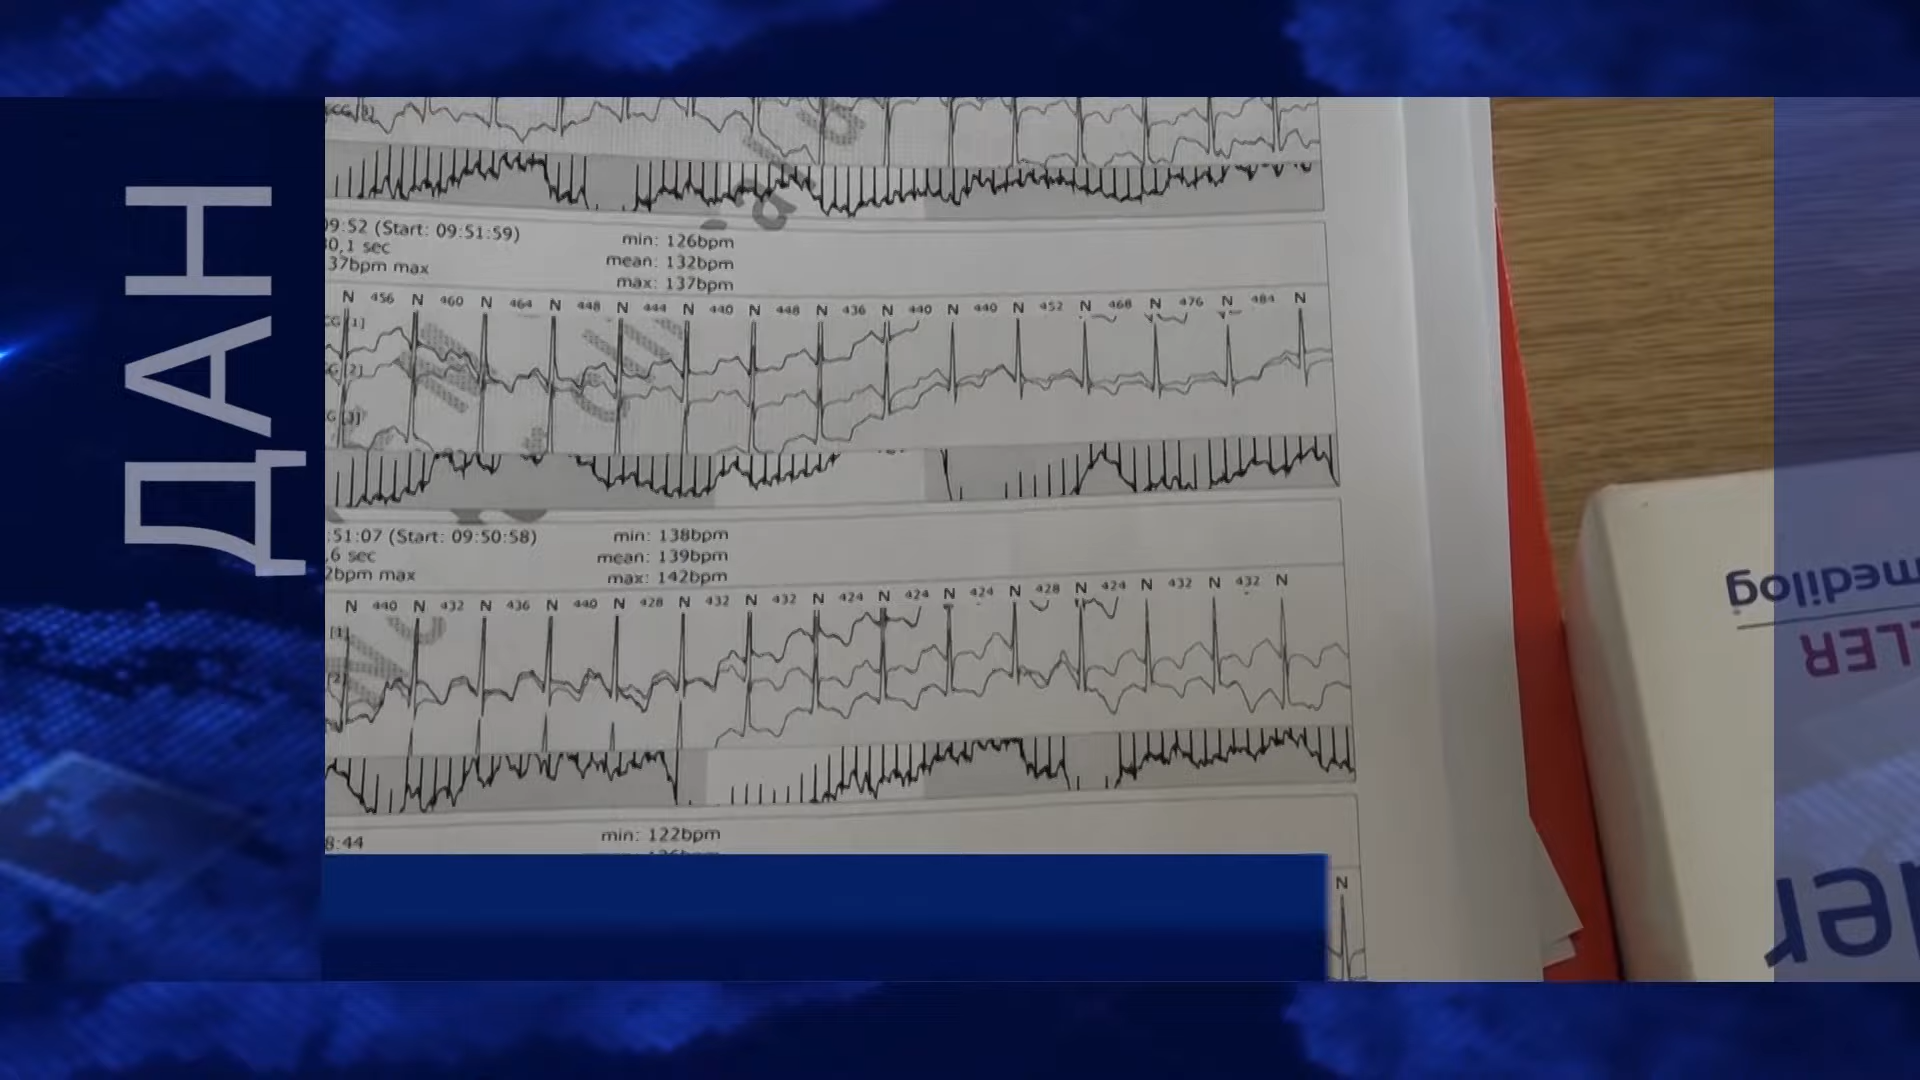 ДАН
09:52 (Start: 09:51:59)
0,1 sec
37bpm max
min: 126bpm
mean: 132bpm
max: 137bpm
N 456 N 460 N 464 N 448 N 444 N 440 N 448 N 436 N 440 N 440 N 452 N 468 N 476 N 484 N
:51:07 (Start: 09:50:58)
,6 sec
2bpm max
min: 138bpm
mean: 139bpm
max: 142bpm
N 440 N 432 N 436 N 440 N 428 N 432 N 432 N 424 N 424 N 424 N 428 N 424 N 432 N 432 N
[1]
8:44
min: 122bpm
N
medilog
LLER
der